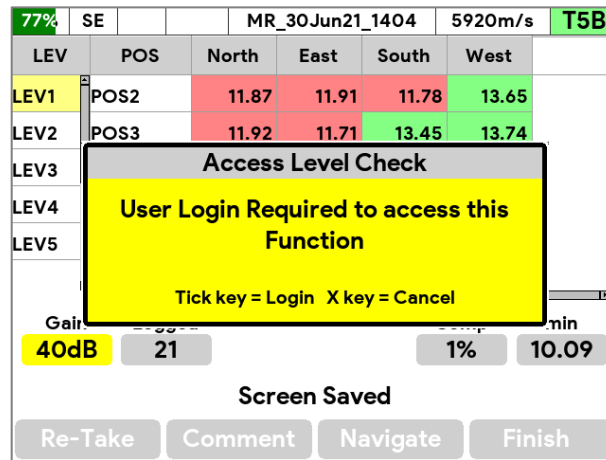 77% SE MR_30Jun21_1404 5920m/s T5B
LEV POS North East South West
LEV1 POS2 11.87 11.91 11.78 13.65
LEV2 POS3 11.92 11.71 13.45 13.74
LEV3
Access Level Check
LEV4
User Login Required to access this
Function
LEV5
Tick key = Login X key = Cancel
40dB 21 1% 10.09
Screen Saved
Re-Take Comment Navigate Finish